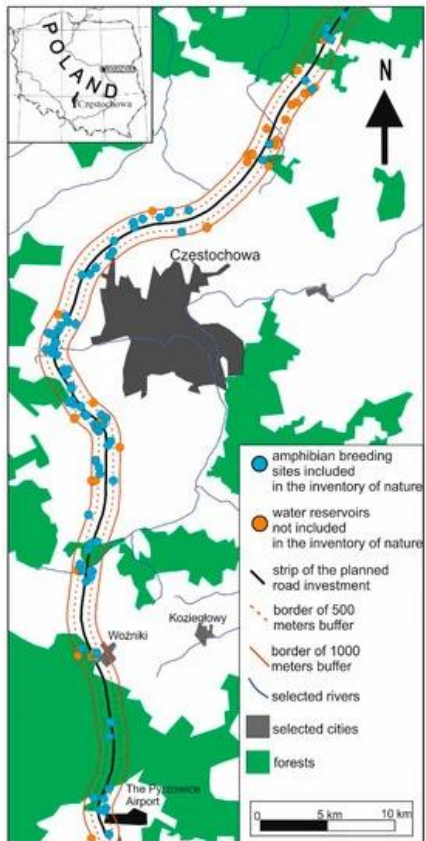 POLAND
Częstochowa
N
Częstochowa
amphibian breeding
sites included
in the inventory of nature
water reservoirs
not included
in the inventory of nature
strip of the planned
road investment
border of 500
meters buffer
Koziegłowy
Woźniki
border of 1000
meters buffer
selected rivers
selected cities
forests
The Pyrzowice
Airport
0 5 km 10 km